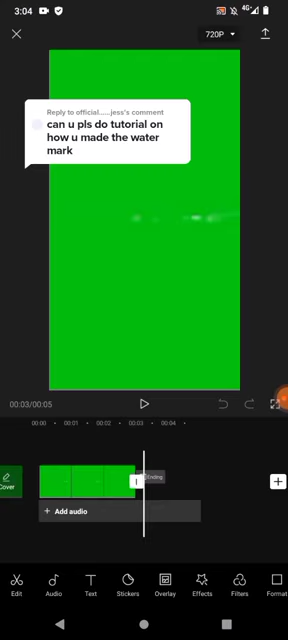 3:04
4G
720P
Reply to official......jess's comment
can u pls do tutorial on
how u made the water
mark
00:03/00:05
00:00 00:01 00:02 00:03 00:04
Cover
Ending
+ Add audio
Edit Audio Text Stickers Overlay Effects Filters Format